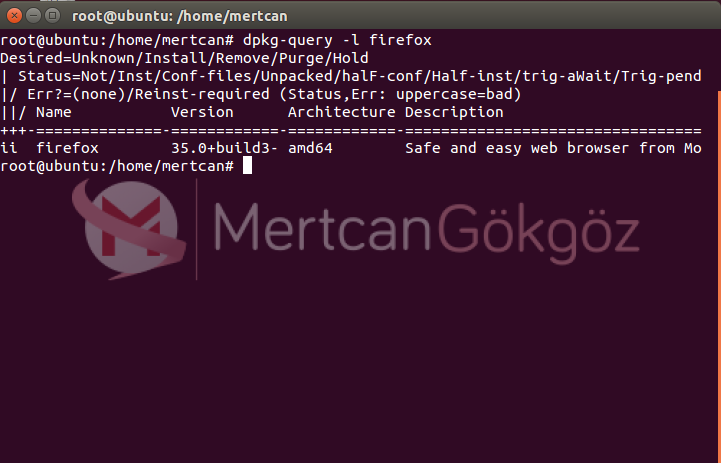 root@ubuntu: /home/mertcan
root@ubuntu:/home/mertcan# dpkg-query -l firefox
Desired=Unknown/Install/Remove/Purge/Hold
| Status=Not/Inst/Conf-files/Unpacked/halF-conf/Half-inst/trig-aWait/Trig-pend
|/ Err?=(none)/Reinst-required (Status,Err: uppercase=bad)
||/ Name           Version      Architecture Description
+++-==============-============-============-=================================
ii  firefox        35.0+build3- amd64        Safe and easy web browser from Mo
root@ubuntu:/home/mertcan#
M MertcanGökgöz